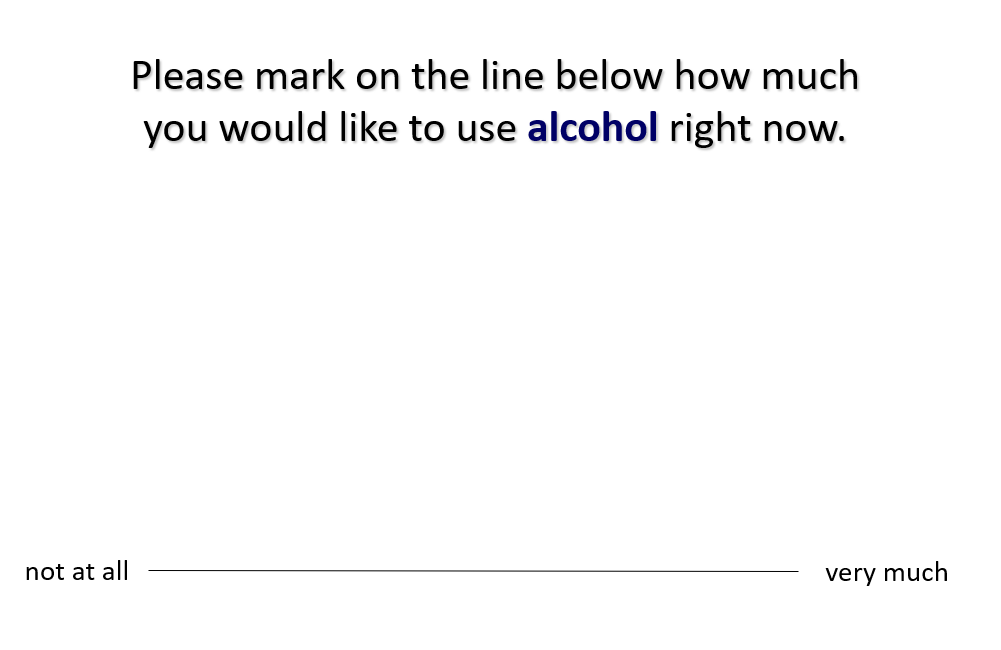 Please mark on the line below how much
you would like to use alcohol right now.
not at all
very much